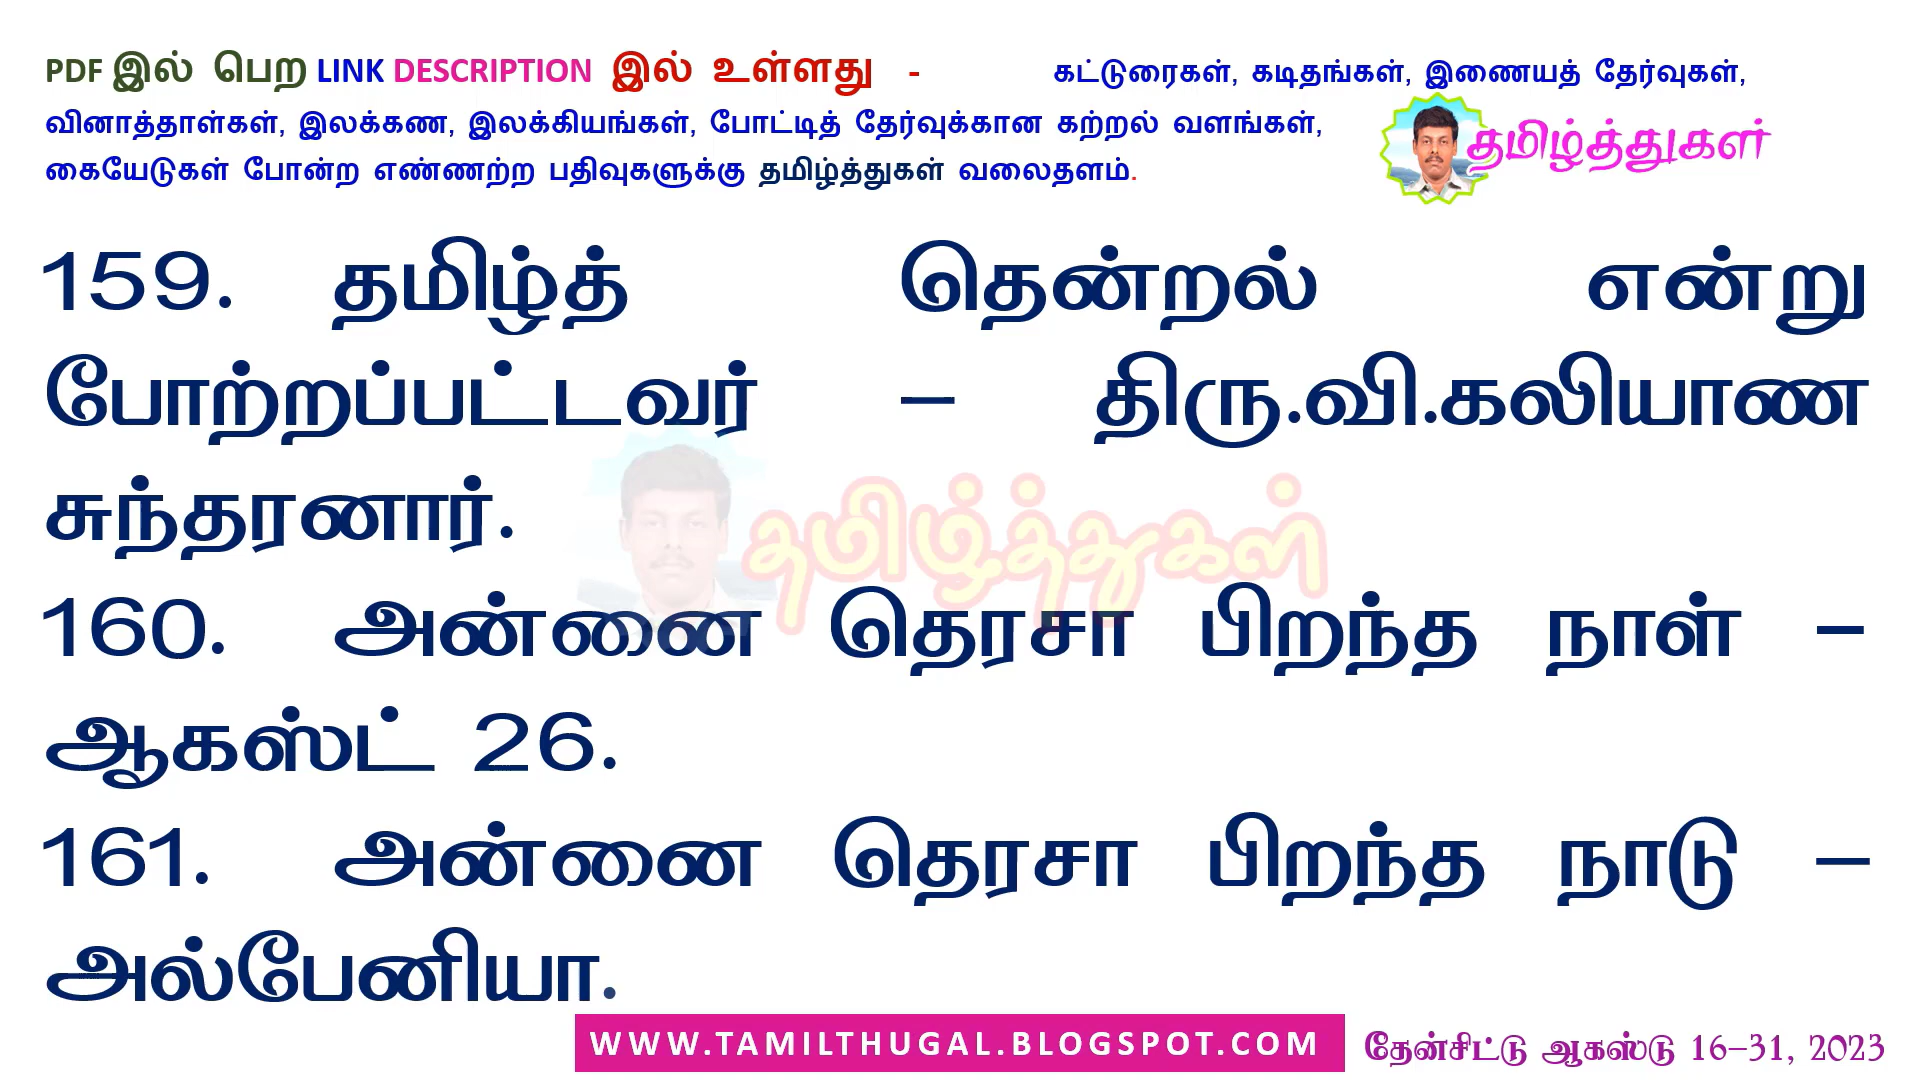 PDF இல் பெற LINK DESCRIPTION இல் உள்ளது - கட்டுரைகள், கடிதங்கள், இணையத் தேர்வுகள்,
வினாத்தாள்கள், இலக்கண, இலக்கியங்கள், போட்டித் தேர்வுக்கான கற்றல் வளங்கள்,
கையேடுகள் போன்ற எண்ணற்ற பதிவுகளுக்கு தமிழ்த்துகள் வலைதளம்.
தமிழ்த்துகள்
159. தமிழ்த் தென்றல் என்று
போற்றப்பட்டவர் – திரு.வி.கலியாண
சுந்தரனார்.
தமிழ்த்துகள்
160. அன்னை தெரசா பிறந்த நாள் –
ஆகஸ்ட் 26.
161. அன்னை தெரசா பிறந்த நாடு –
அல்பேனியா.
WWW.TAMILTHUGAL.BLOGSPOT.COM
தேன்சிட்டு ஆகஸ்டு 16–31, 2023